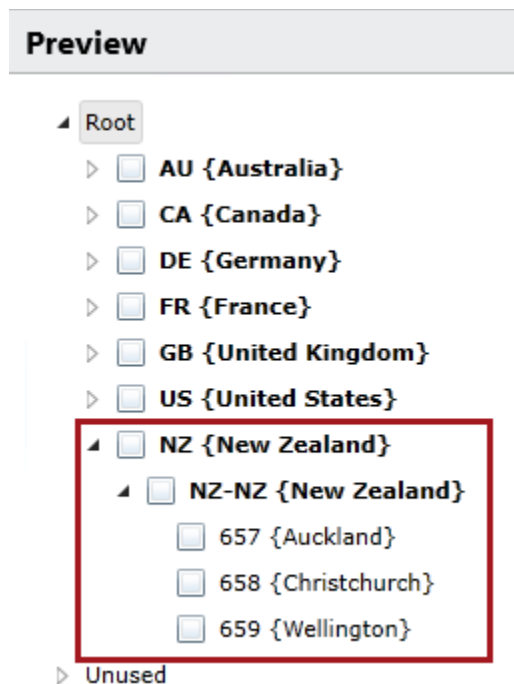 Preview
Root
AU {Australia}
CA {Canada}
DE {Germany}
FR {France}
GB {United Kingdom}
US {United States}
NZ {New Zealand}
NZ-NZ {New Zealand}
657 {Auckland}
658 {Christchurch}
659 {Wellington}
Unused